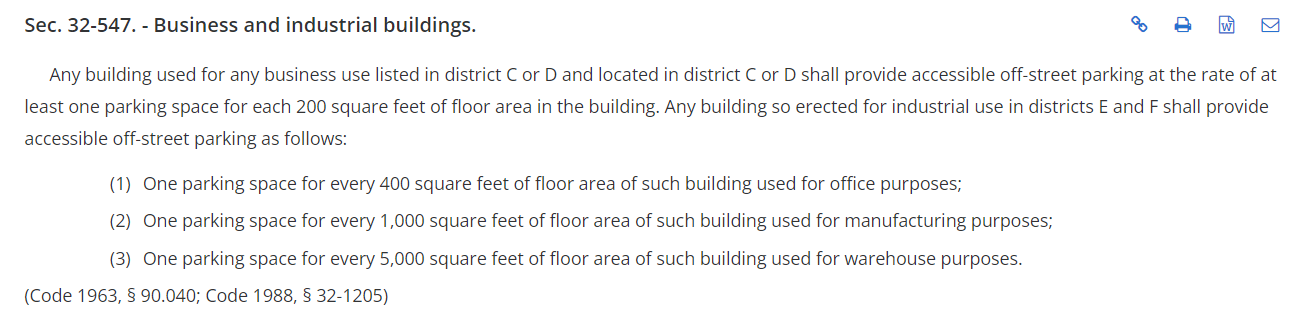 Sec. 32-547. - Business and industrial buildings.
Any building used for any business use listed in district C or D and located in district C or D shall provide accessible off-street parking at the rate of at
least one parking space for each 200 square feet of floor area in the building. Any building so erected for industrial use in districts E and F shall provide
accessible off-street parking as follows:
(1) One parking space for every 400 square feet of floor area of such building used for office purposes;
(2) One parking space for every 1,000 square feet of floor area of such building used for manufacturing purposes;
(3) One parking space for every 5,000 square feet of floor area of such building used for warehouse purposes.
(Code 1963, § 90.040; Code 1988, § 32-1205)